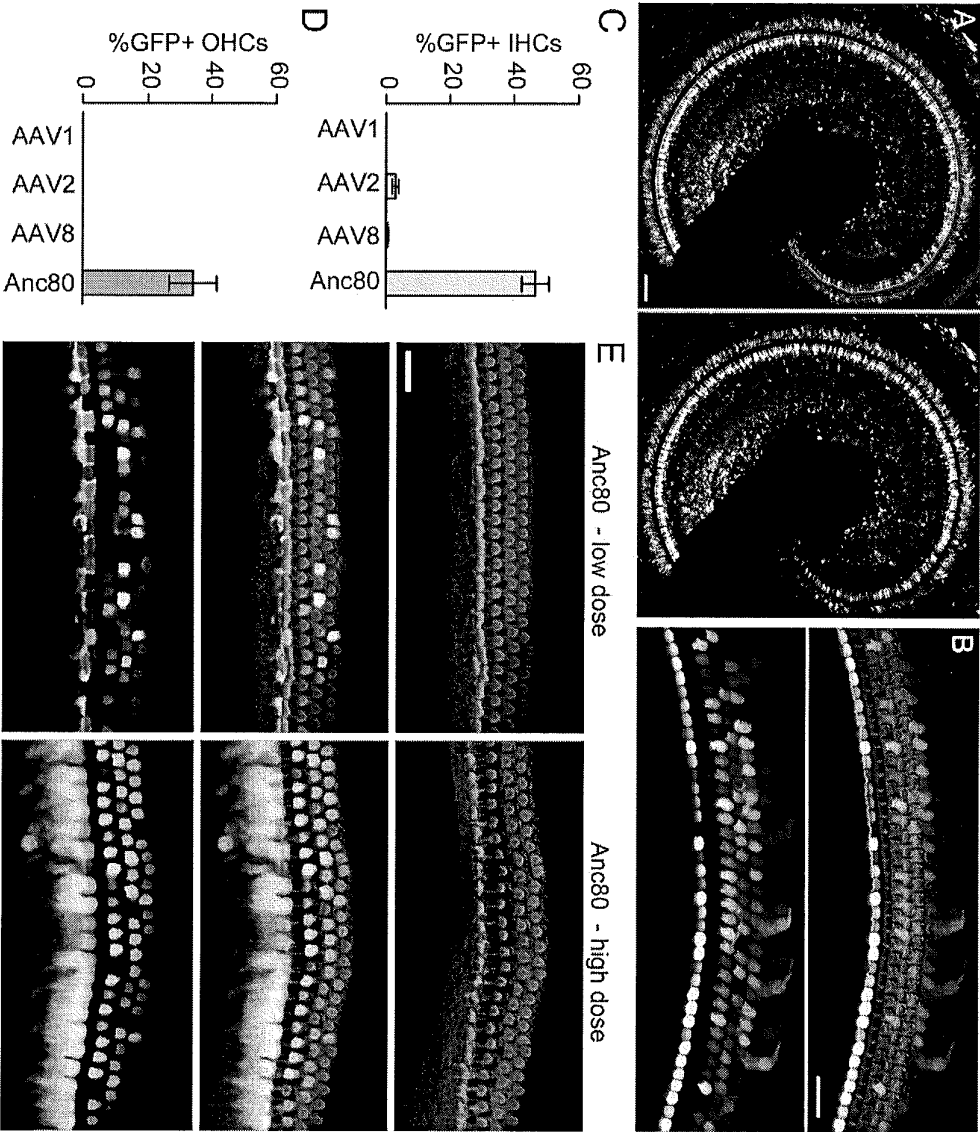 A
B
C
%GFP+ IHCs
60
40
20
0
AAV1
AAV2
AAV8
Anc80
D
%GFP+ OHCs
60
40
20
0
AAV1
AAV2
AAV8
Anc80
E
Anc80 - low dose
Anc80 - high dose